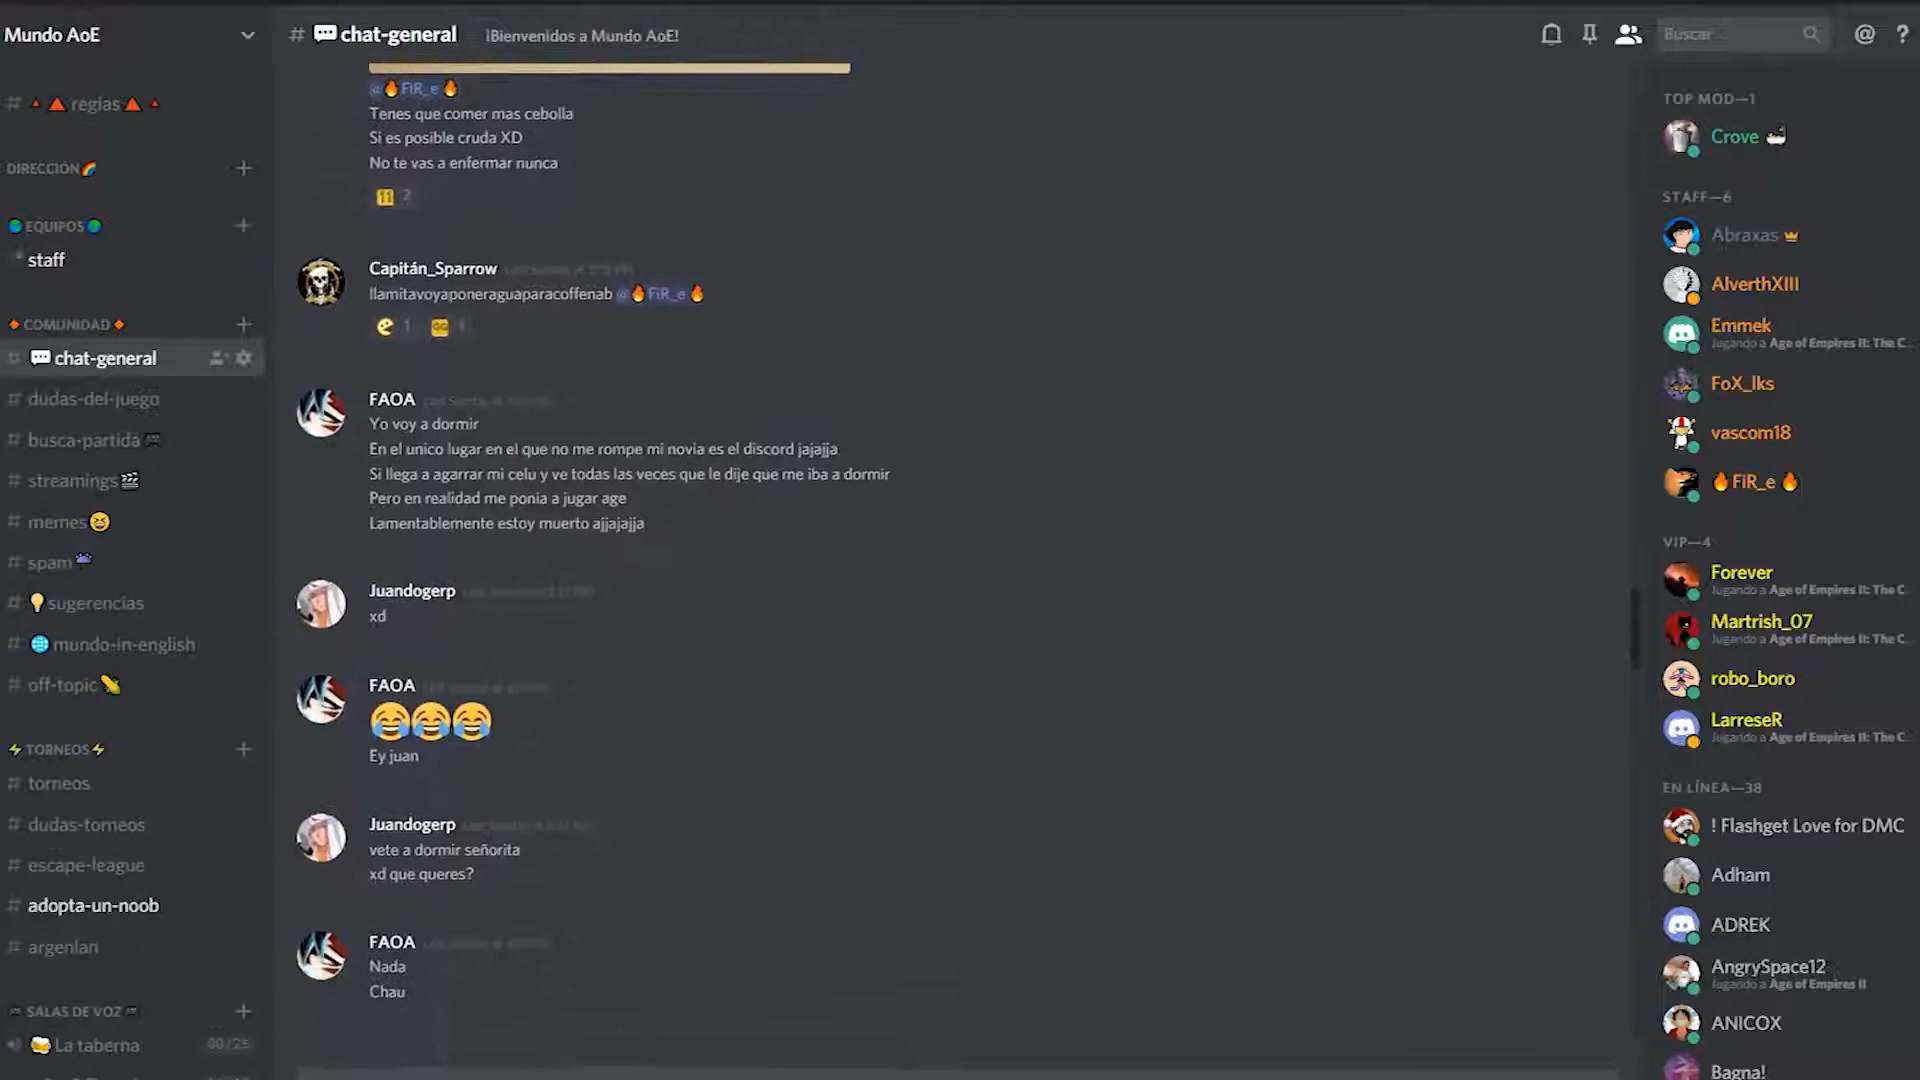 Mundo AoE
# reglas
DIRECCIÓN
EQUIPOS
staff
COMUNIDAD
# chat-general
# dudas-del-juego
# busca-partida
# streamings
# memes
# spam
# sugerencias
# mundo-in-english
# off-topic
TORNEOS
# torneos
# dudas-torneos
# escape-league
# adopta-un-noob
# argenlan
SALAS DE VOZ
La taberna 00/25
# chat-general ¡Bienvenidos a Mundo AoE!
@🔥FiR_e🔥
Tenes que comer mas cebolla
Si es posible cruda XD
No te vas a enfermar nunca
11 2
Capitán_Sparrow
llamitavoyaponeraguaparacoffenab @🔥FiR_e🔥
1 GG 1
FAOA
Yo voy a dormir
En el unico lugar en el que no me rompe mi novia es el discord jajajja
Si llega a agarrar mi celu y ve todas las veces que le dije que me iba a dormir
Pero en realidad me ponia a jugar age
Lamentablemente estoy muerto ajjajajja
Juandogerp
xd
FAOA
😂😂😂
Ey juan
Juandogerp
vete a dormir señorita
xd que queres?
FAOA
Nada
Chau
Buscar
@ ?
TOP MOD—1
Crove
STAFF—6
Abraxas
AlverthXIII
Emmek
Jugando a Age of Empires II: The C...
FoX_lks
vascom18
🔥FiR_e🔥
VIP—4
Forever
Jugando a Age of Empires II: The C...
Martrish_07
Jugando a Age of Empires II: The C...
robo_boro
LarreseR
Jugando a Age of Empires II: The C...
EN LÍNEA—38
! Flashget Love for DMC
Adham
ADREK
AngrySpace12
Jugando a Age of Empires II
ANICOX
Bagna!